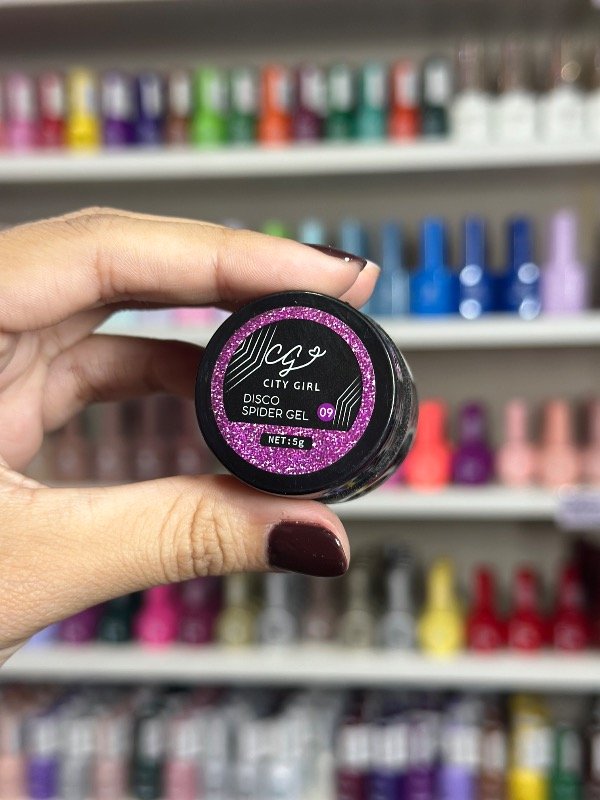 CG
CITY GIRL
DISCO
SPIDER GEL 09
NET:5g